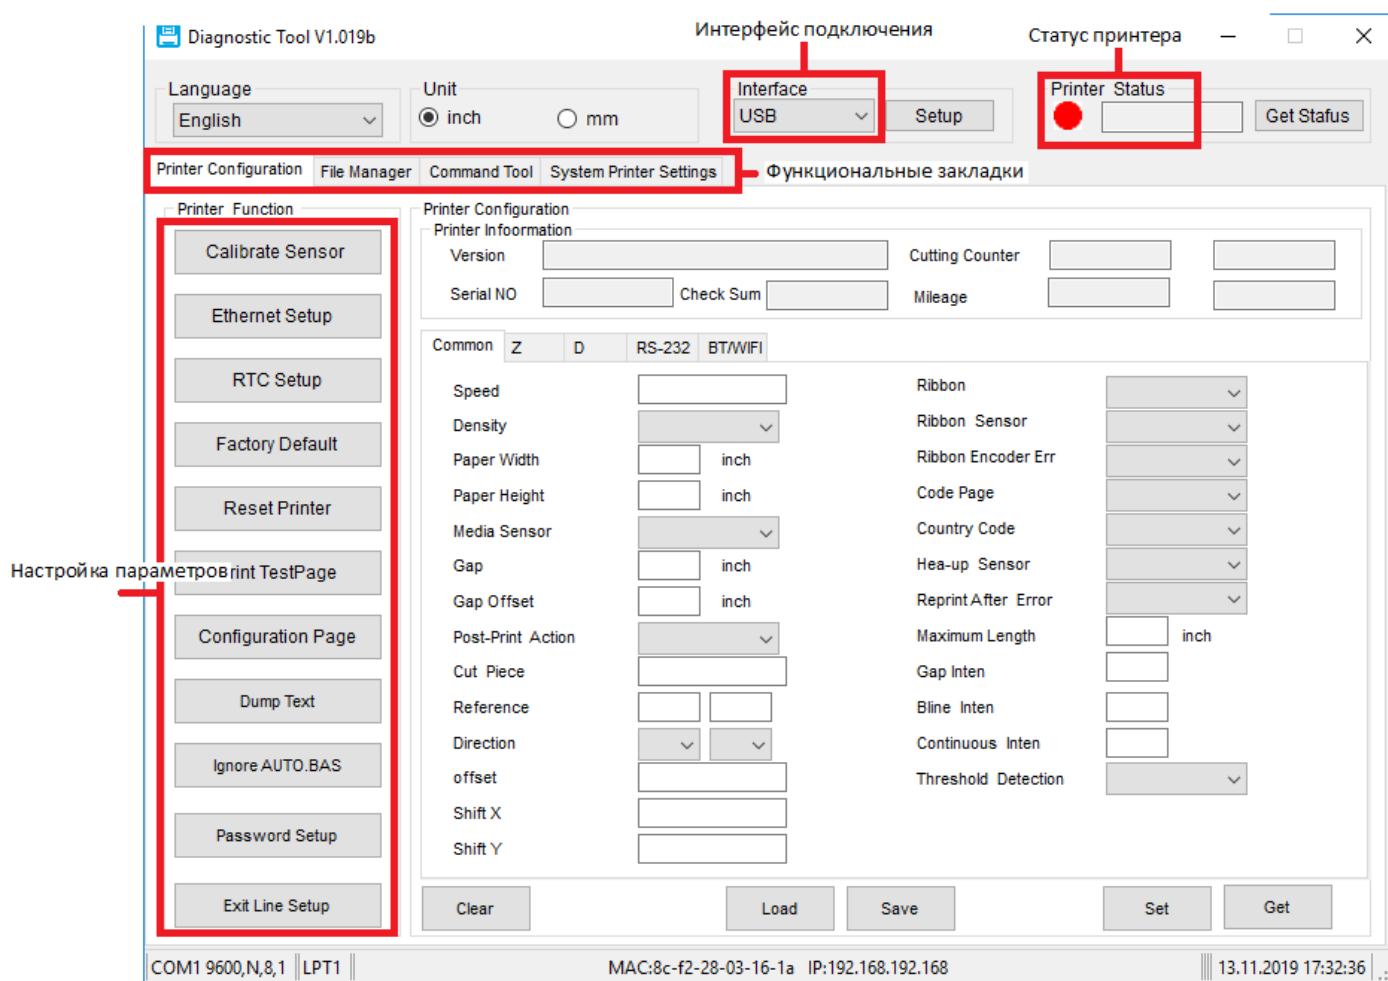 Diagnostic Tool V1.019b
Интерфейс подключения
Статус принтера
Language
Unit
Interface
Printer Status
English
inch
mm
USB
Setup
Get Stafus
Printer Configuration
File Manager
Command Tool
System Printer Settings
Функциональные закладки
Printer Function
Calibrate Sensor
Ethernet Setup
RTC Setup
Factory Default
Reset Printer
Настройка параметров
rint TestPage
Configuration Page
Dump Text
Ignore AUTO.BAS
Password Setup
Exit Line Setup
Printer Configuration
Printer Infoormation
Version
Cutting Counter
Serial NO
Check Sum
Mileage
Common
Z
D
RS-232
BT/WIFI
Speed
Density
Paper Width
inch
Paper Height
inch
Media Sensor
Gap
inch
Gap Offset
inch
Post-Print Action
Cut Piece
Reference
Direction
offset
Shift X
Shift Y
Ribbon
Ribbon Sensor
Ribbon Encoder Err
Code Page
Country Code
Hea-up Sensor
Reprint After Error
Maximum Length
inch
Gap Inten
Bline Inten
Continuous Inten
Threshold Detection
Clear
Load
Save
Set
Get
COM1 9600,N,8,1
LPT1
MAC:8c-f2-28-03-16-1a IP:192.168.192.168
13.11.2019 17:32:36